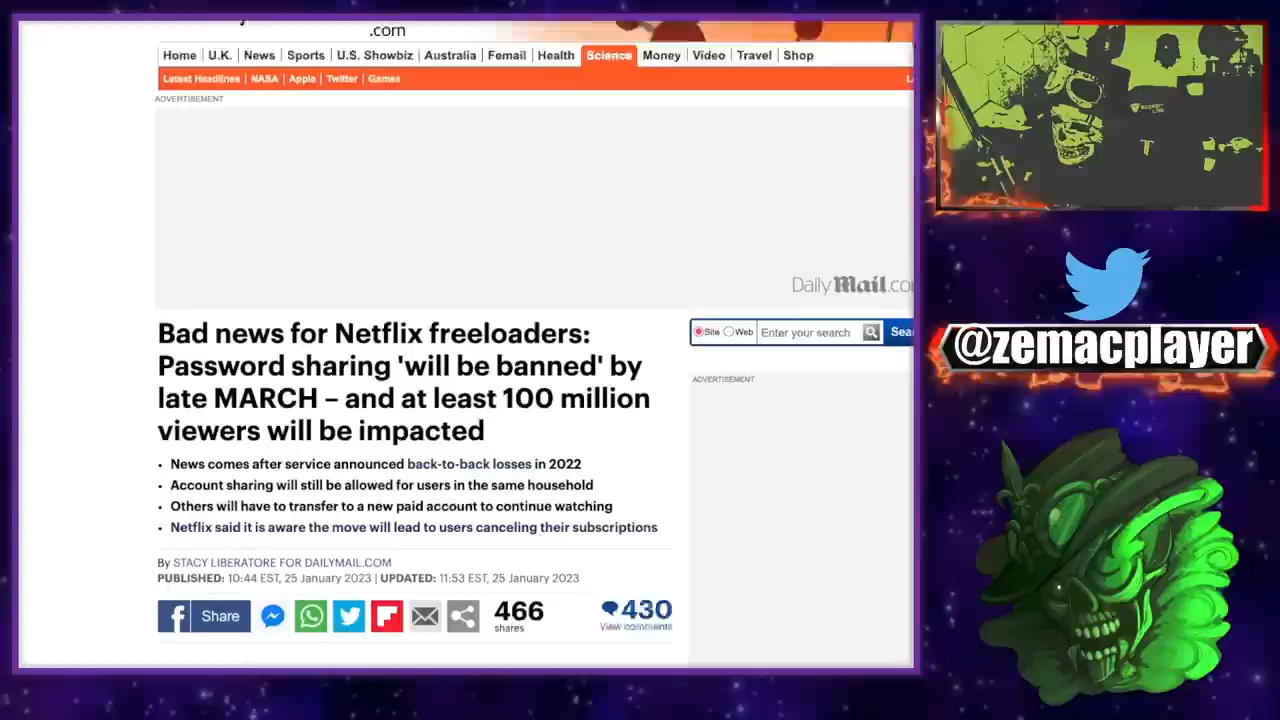 .com
Home U.K. News Sports U.S. Showbiz Australia Femail Health Science Money Video Travel Shop
Latest Headlines NASA Apple Twitter Games
ADVERTISEMENT
DailyMail.co
Bad news for Netflix freeloaders:
Password sharing 'will be banned' by
late MARCH – and at least 100 million
viewers will be impacted
Site Web Enter your search Sea
ADVERTISEMENT
• News comes after service announced back-to-back losses in 2022
• Account sharing will still be allowed for users in the same household
• Others will have to transfer to a new paid account to continue watching
• Netflix said it is aware the move will lead to users canceling their subscriptions
By STACY LIBERATORE FOR DAILYMAIL.COM
PUBLISHED: 10:44 EST, 25 January 2023 | UPDATED: 11:53 EST, 25 January 2023
Share
466
shares
430
View comments
@zemacplayer